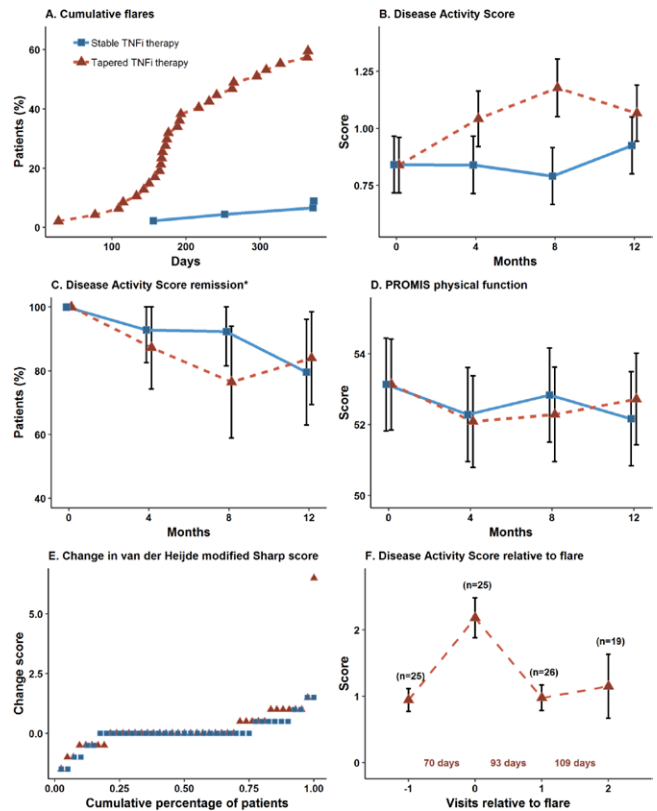 A. Cumulative flares
Stable TNFi therapy
Tapered TNFi therapy
Patients (%)
60
40
20
0
100
200
300
Days
B. Disease Activity Score
Score
1.25
1.00
0.75
0
4
8
12
Months
C. Disease Activity Score remission*
Patients (%)
100
80
60
40
0
4
8
12
Months
D. PROMIS physical function
Score
54
52
50
0
4
8
12
Months
E. Change in van der Heijde modified Sharp score
Change score
5.0
2.5
0.0
0.00
0.25
0.50
0.75
1.00
Cumulative percentage of patients
F. Disease Activity Score relative to flare
Score
2
1
0
(n=25)
(n=25)
(n=26)
(n=19)
70 days
93 days
109 days
-1
0
1
2
Visits relative to flare